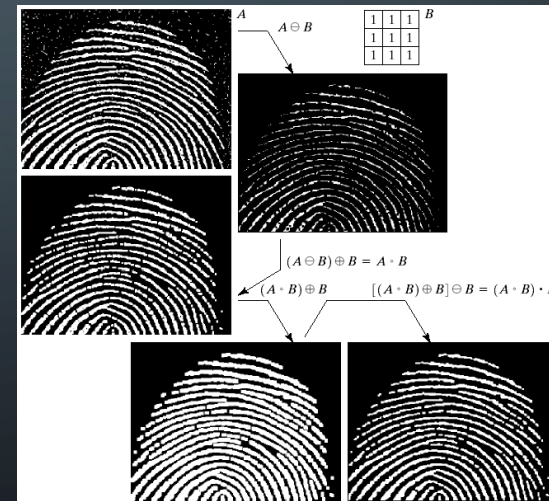 A
A ⊖ B
B
1 1 1
1 1 1
1 1 1
(A ⊖ B) ⊕ B = A ∘ B
(A ∘ B) ⊕ B
[(A ∘ B) ⊕ B] ⊖ B = (A ∘ B) •